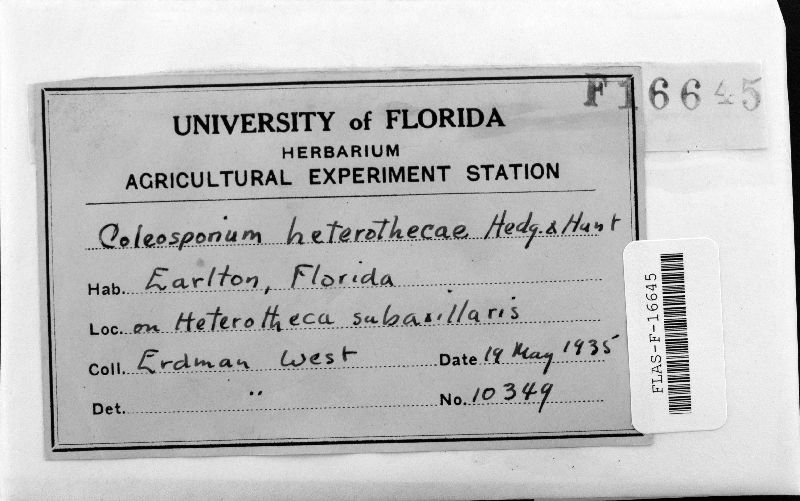 F16645
UNIVERSITY of FLORIDA
HERBARIUM
AGRICULTURAL EXPERIMENT STATION
Coleosporium heterothecae Hedg. & Hunt
Hab. Earlton, Florida
Loc. on Heterotheca subaxillaris
Coll. Erdman West Date 19 May 1935
Det. " No. 10349
FLAS-F-16645